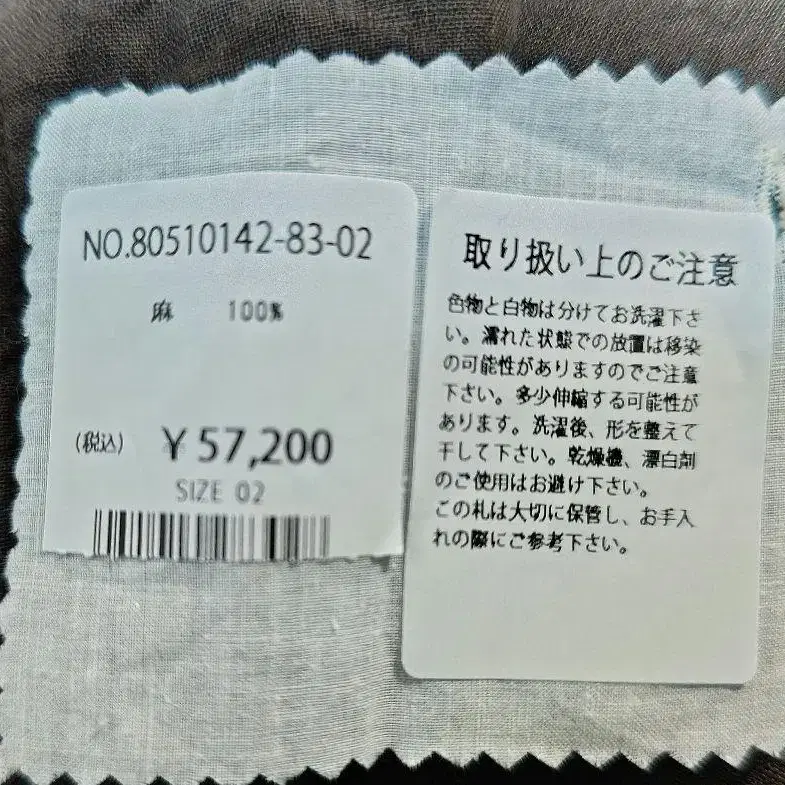 NO.80510142-83-02
麻 100%
(税込) ¥57,200
SIZE 02
取り扱い上のご注意
色物と白物は分けてお洗濯下さ
い。濡れた状態での放置は移染
の可能性がありますのでご注意
下さい。多少伸縮する可能性が
あります。洗濯後、形を整えて
干して下さい。乾燥機、漂白剤
のご使用はお避け下さい。
この札は大切に保管し、お手入
れの際にご参考下さい。